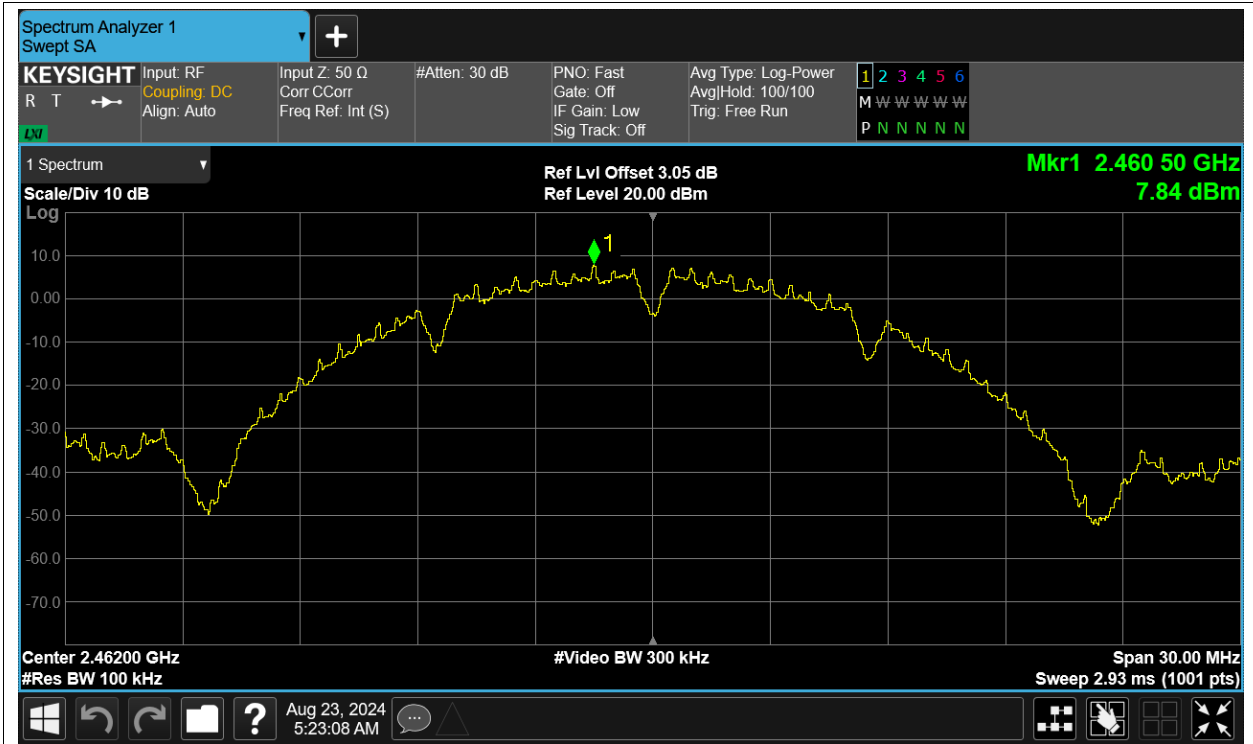 Spectrum Analyzer 1
Swept SA
KEYSIGHT
R T
LXI
Input: RF
Coupling: DC
Align: Auto
Input Z: 50 Ω
Corr CCorr
Freq Ref: Int (S)
#Atten: 30 dB
PNO: Fast
Gate: Off
IF Gain: Low
Sig Track: Off
Avg Type: Log-Power
Avg|Hold: 100/100
Trig: Free Run
1 2 3 4 5 6
M W W W W W
P N N N N N
1 Spectrum
Scale/Div 10 dB
Log
Ref Lvl Offset 3.05 dB
Ref Level 20.00 dBm
Mkr1 2.460 50 GHz
7.84 dBm
1
10.0
0.00
-10.0
-20.0
-30.0
-40.0
-50.0
-60.0
-70.0
Center 2.46200 GHz
#Res BW 100 kHz
#Video BW 300 kHz
Span 30.00 MHz
Sweep 2.93 ms (1001 pts)
?
Aug 23, 2024
5:23:08 AM